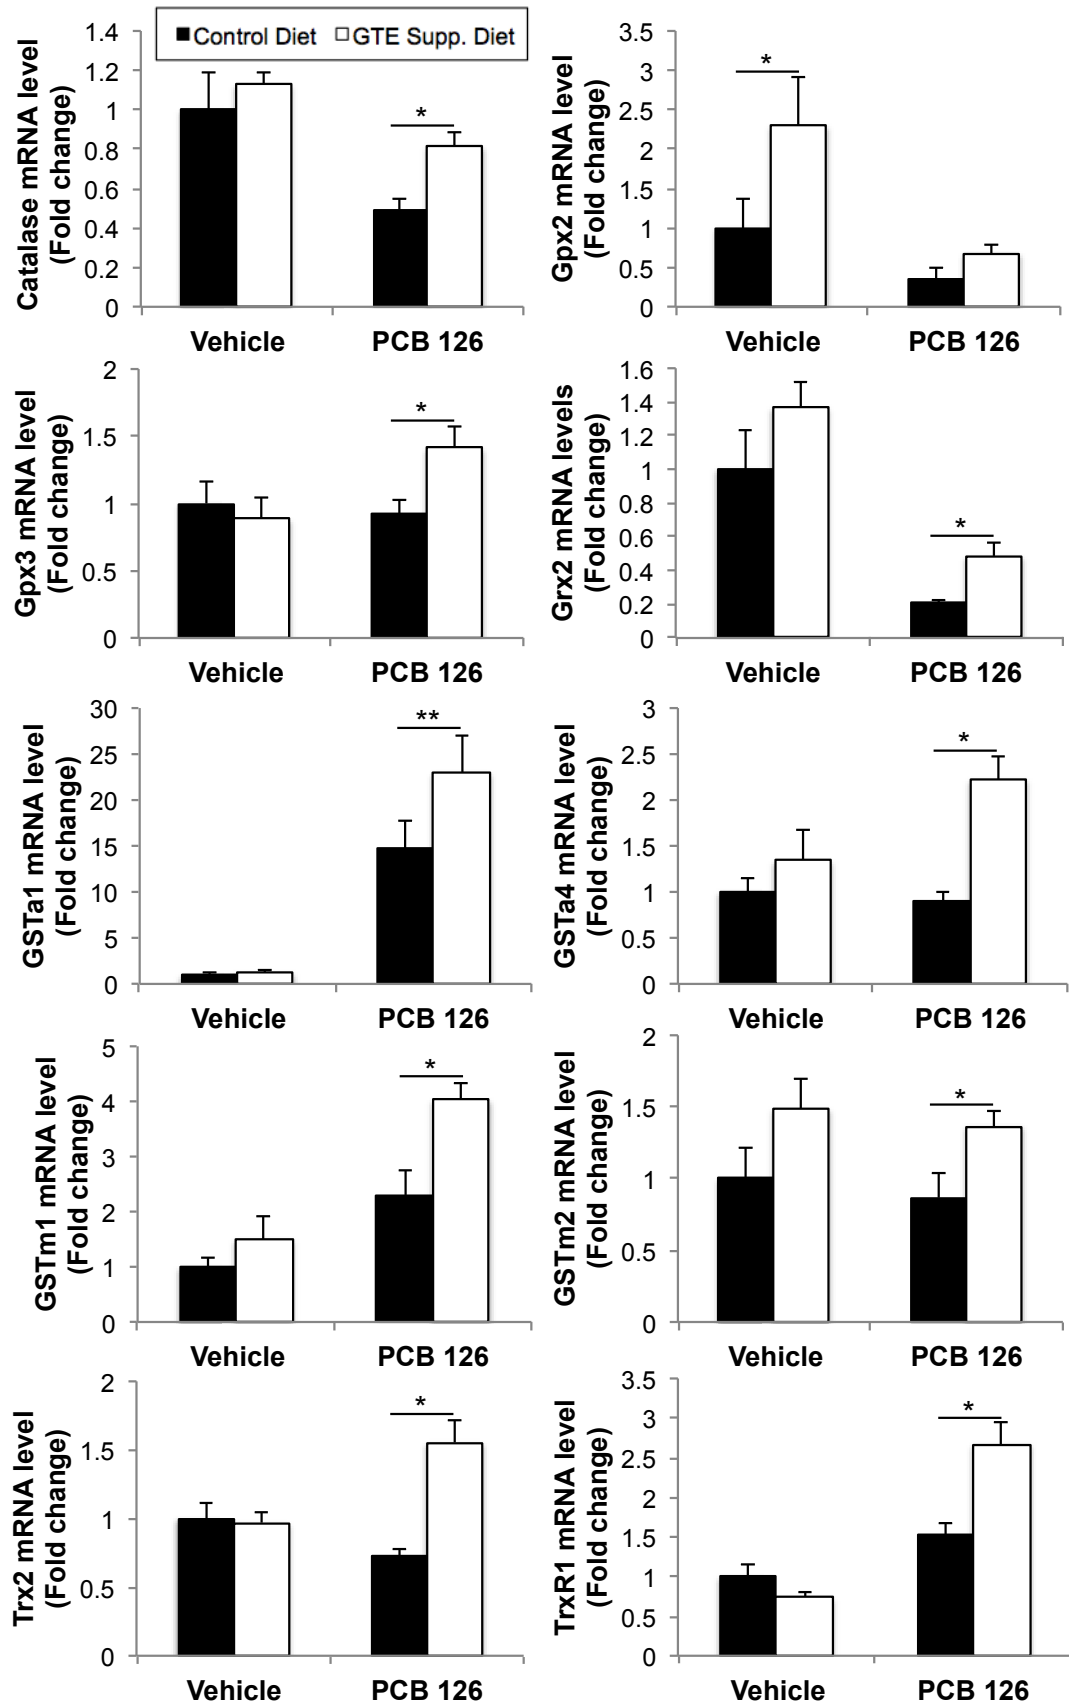 Control Diet GTE Supp. Diet
Catalase mRNA level
(Fold change)
1.4
1.2
1
0.8
0.6
0.4
0.2
0
*
Vehicle PCB 126
Gpx2 mRNA level
(Fold change)
3.5
3
2.5
2
1.5
1
0.5
0
*
Vehicle PCB 126
Gpx3 mRNA level
(Fold change)
2
1.5
1
0.5
0
*
Vehicle PCB 126
Grx2 mRNA levels
(Fold change)
1.6
1.4
1.2
1
0.8
0.6
0.4
0.2
0
*
Vehicle PCB 126
GSTa1 mRNA level
(Fold change)
30
25
20
15
10
5
0
**
Vehicle PCB 126
GSTa4 mRNA level
(Fold change)
3
2.5
2
1.5
1
0.5
0
*
Vehicle PCB 126
GSTm1 mRNA level
(Fold change)
5
4
3
2
1
0
*
Vehicle PCB 126
GSTm2 mRNA level
(Fold change)
2
1.5
1
0.5
0
*
Vehicle PCB 126
Trx2 mRNA level
(Fold change)
2
1.5
1
0.5
0
*
Vehicle PCB 126
TrxR1 mRNA level
(Fold change)
3.5
3
2.5
2
1.5
1
0.5
0
*
Vehicle PCB 126